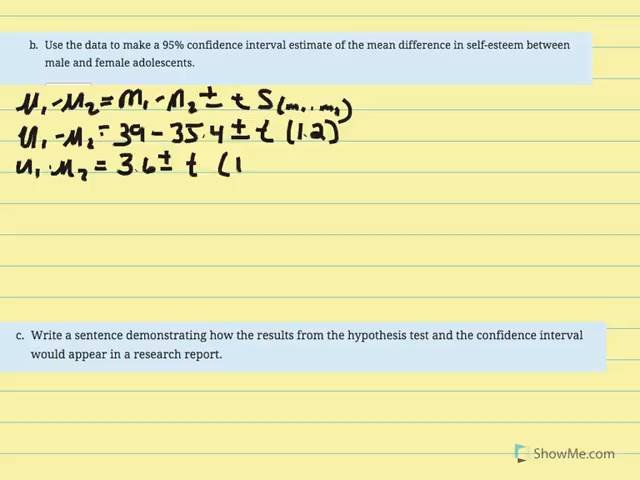 b. Use the data to make a 95% confidence interval estimate of the mean difference in self-esteem between
male and female adolescents.
μ₁ - μ₂ = m₁ - m₂ ± t S(m₁ - m₁)
μ₁ - μ₂ = 39 - 35.4 ± t (1.2)
μ₁ - μ₂ = 3.6 ± t (1
c. Write a sentence demonstrating how the results from the hypothesis test and the confidence interval
would appear in a research report.
ShowMe.com